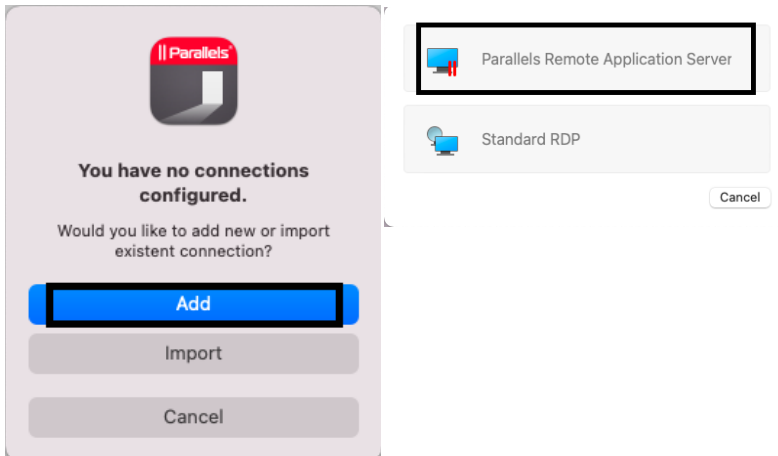 Parallels®
You have no connections
configured.
Would you like to add new or import
existent connection?
Add
Import
Cancel
Parallels Remote Application Server
Standard RDP
Cancel